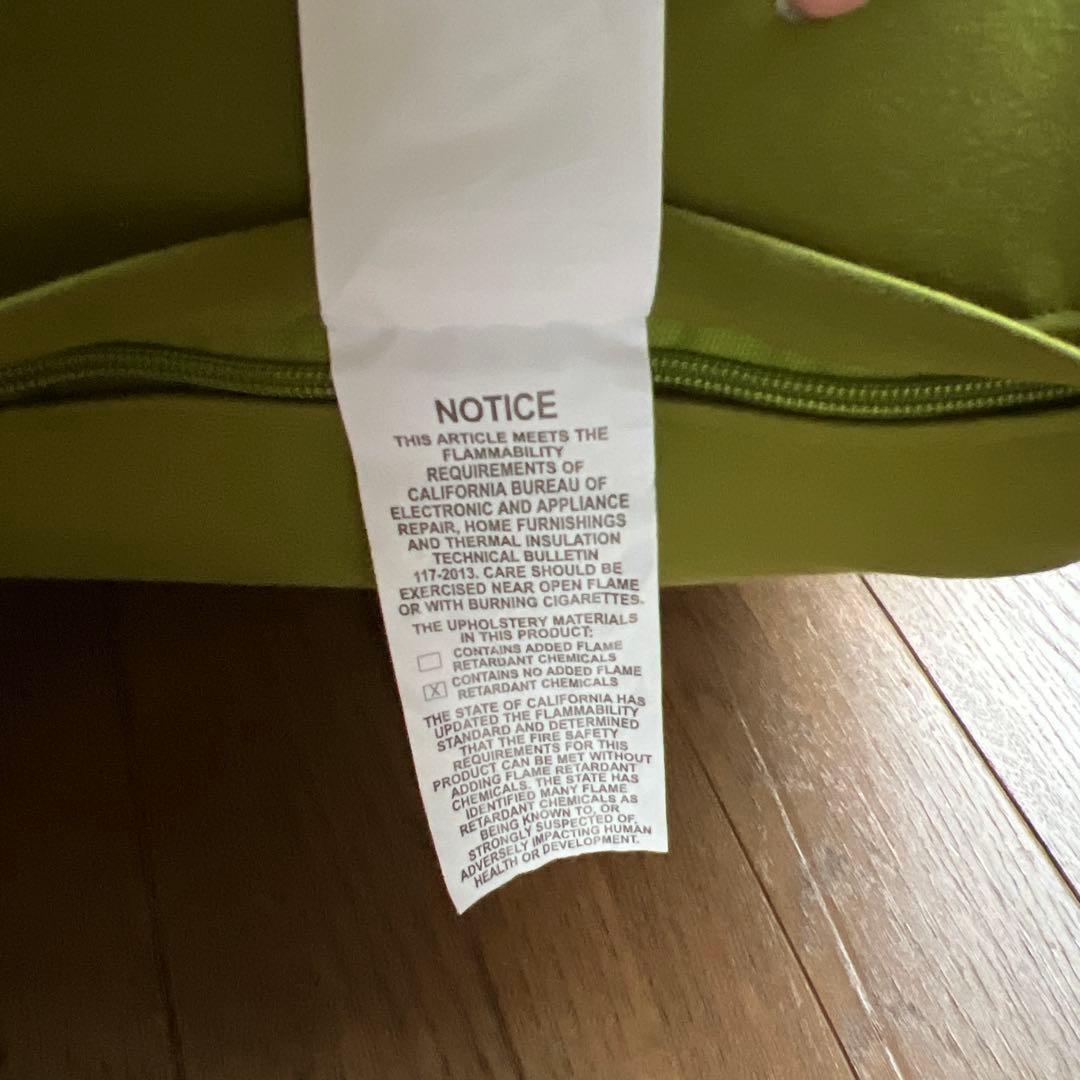 NOTICE
THIS ARTICLE MEETS THE
FLAMMABILITY
REQUIREMENTS OF
CALIFORNIA BUREAU OF
ELECTRONIC AND APPLIANCE
REPAIR, HOME FURNISHINGS
AND THERMAL INSULATION
TECHNICAL BULLETIN
117-2013. CARE SHOULD BE
EXERCISED NEAR OPEN FLAME
OR WITH BURNING CIGARETTES.
THE UPHOLSTERY MATERIALS
IN THIS PRODUCT:
CONTAINS ADDED FLAME
RETARDANT CHEMICALS
X CONTAINS NO ADDED FLAME
RETARDANT CHEMICALS
THE STATE OF CALIFORNIA HAS
UPDATED THE FLAMMABILITY
STANDARD AND DETERMINED
THAT THE FIRE SAFETY
REQUIREMENTS FOR THIS
PRODUCT CAN BE MET WITHOUT
ADDING FLAME RETARDANT
CHEMICALS. THE STATE HAS
IDENTIFIED MANY FLAME
RETARDANT CHEMICALS AS
BEING KNOWN TO, OR
STRONGLY SUSPECTED OF,
ADVERSELY IMPACTING HUMAN
HEALTH OR DEVELOPMENT.